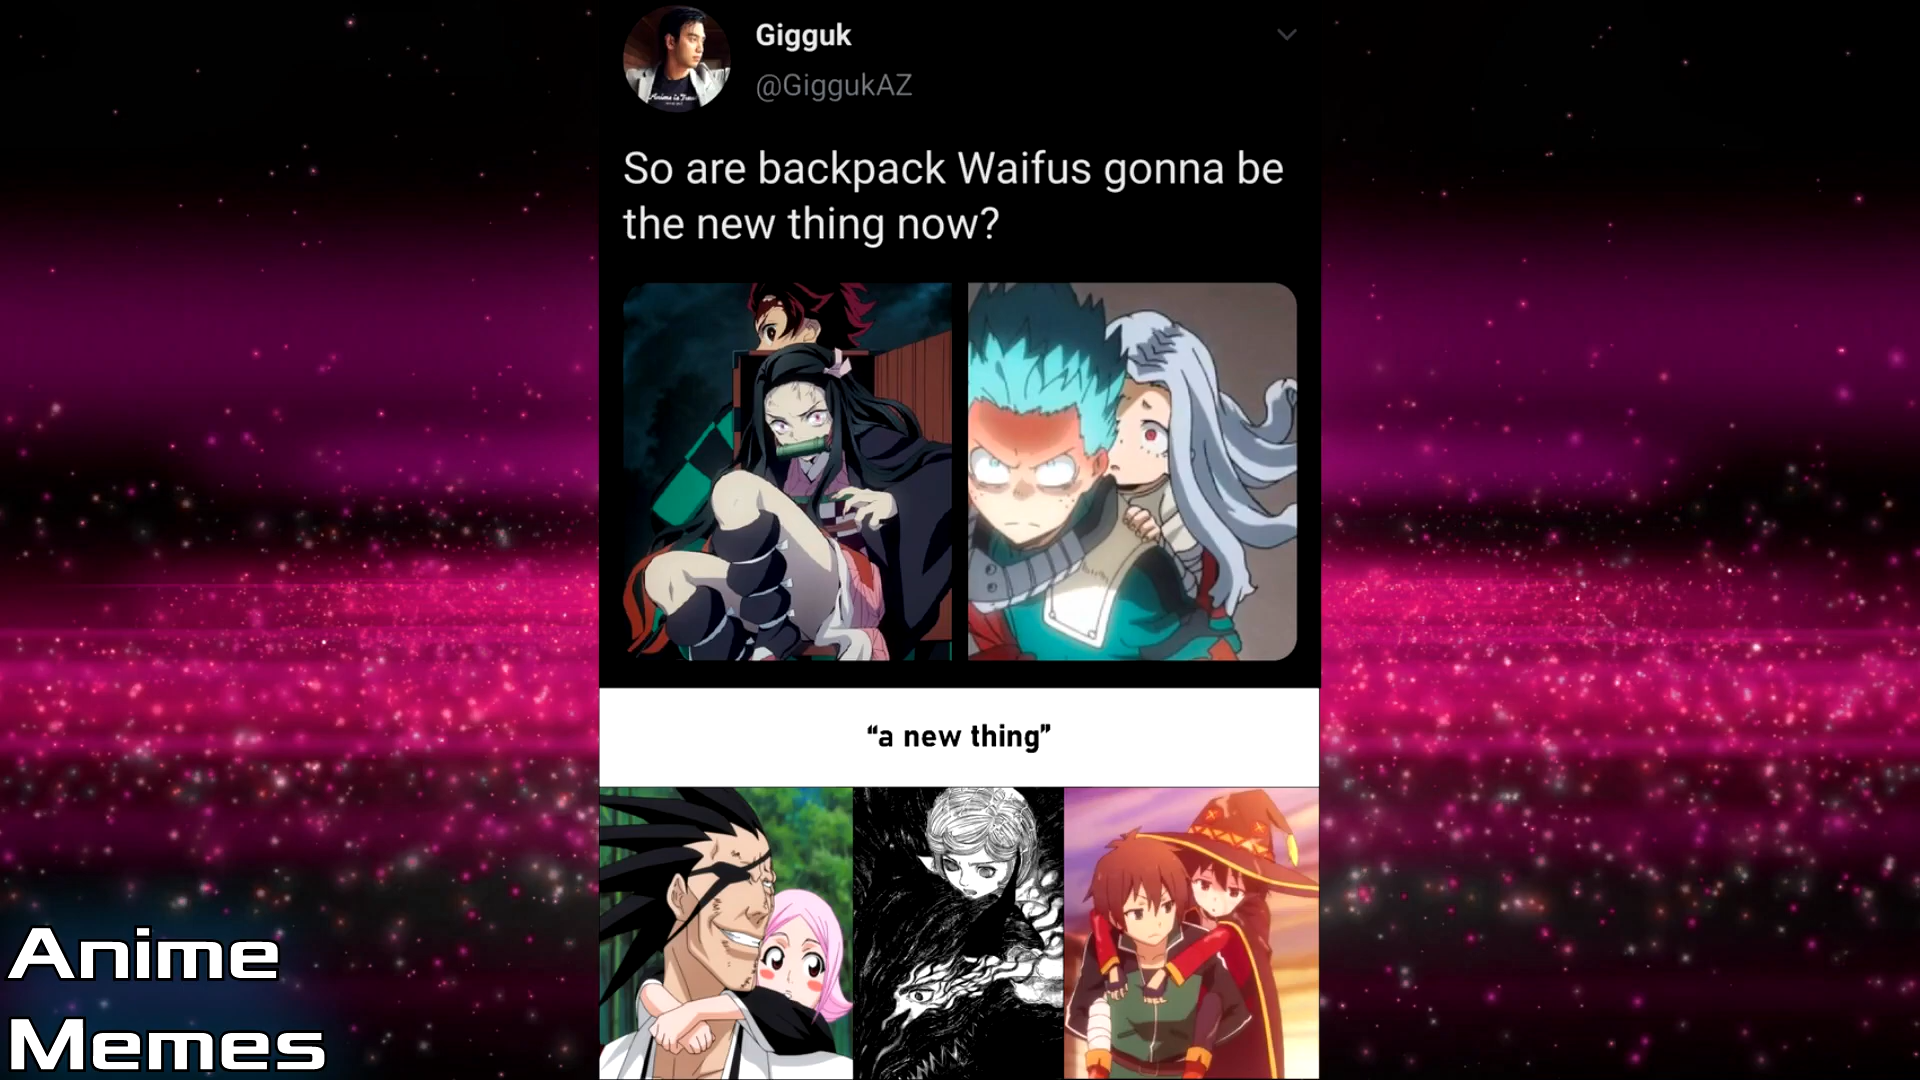 Gigguk
@GiggukAZ
So are backpack Waifus gonna be
the new thing now?
“a new thing”
Anime
Memes